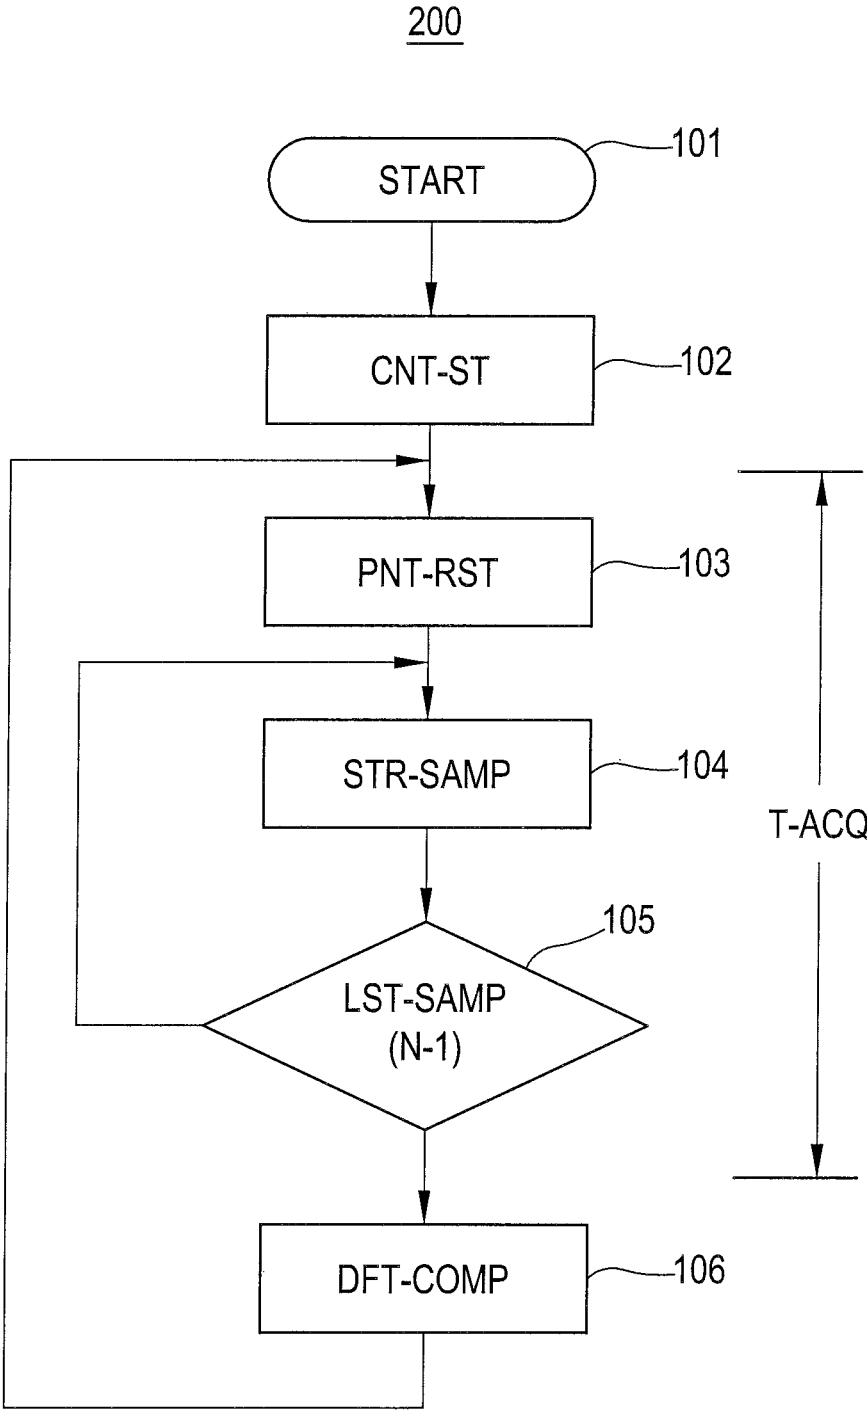 200
START
101
CNT-ST
102
PNT-RST
103
STR-SAMP
104
T-ACQ
105
LST-SAMP
(N-1)
DFT-COMP
106